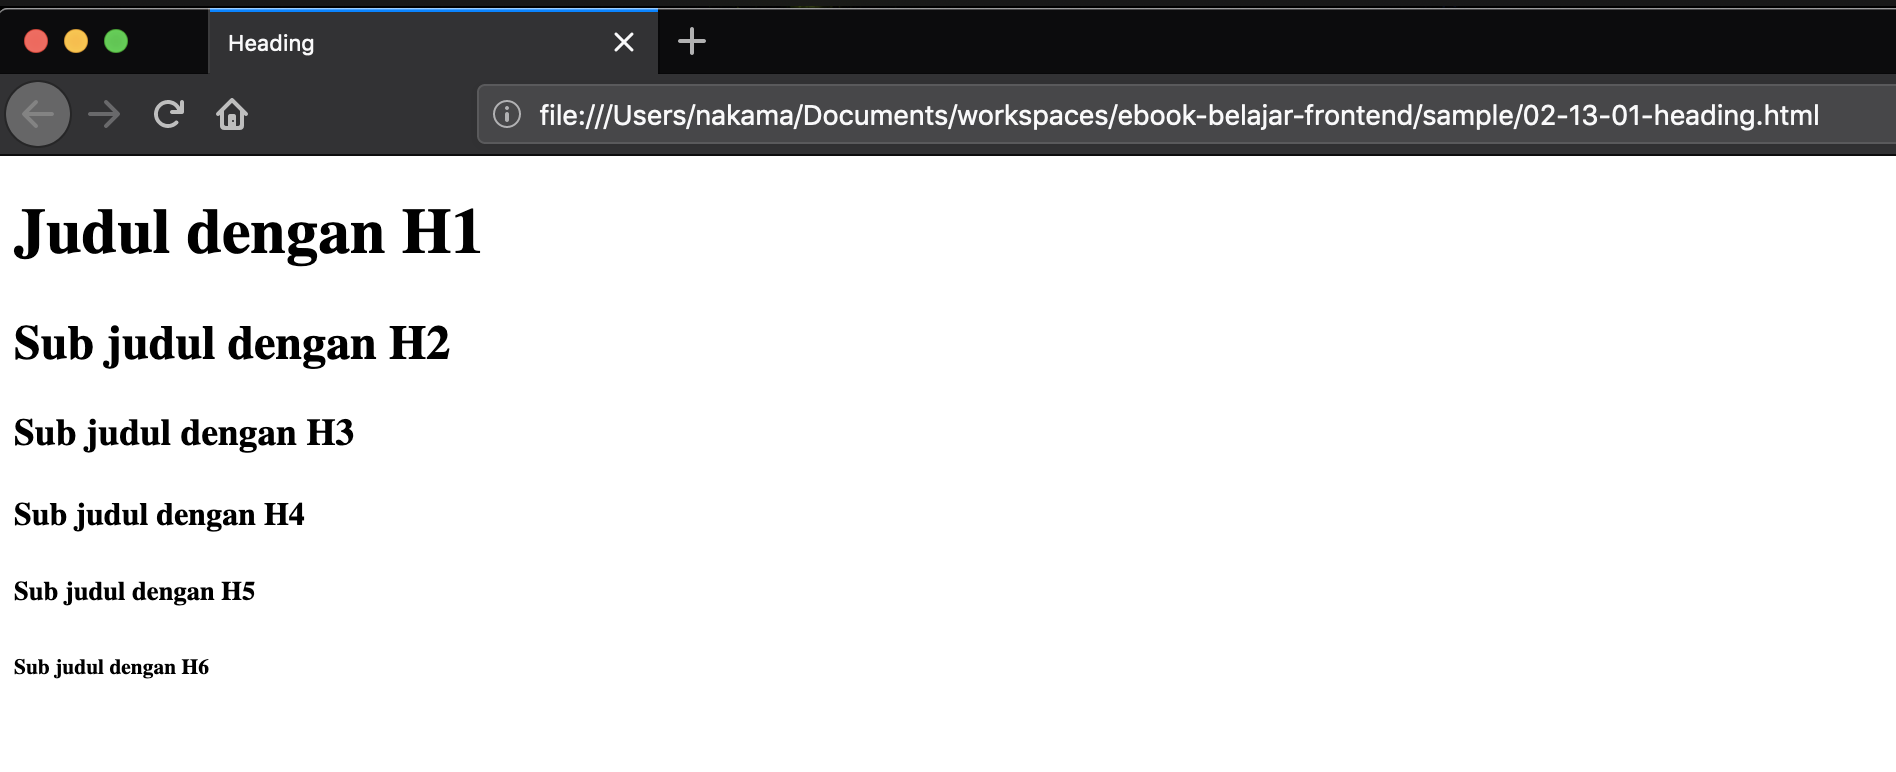 Heading
file:///Users/nakama/Documents/workspaces/ebook-belajar-frontend/sample/02-13-01-heading.html
Judul dengan H1
Sub judul dengan H2
Sub judul dengan H3
Sub judul dengan H4
Sub judul dengan H5
Sub judul dengan H6